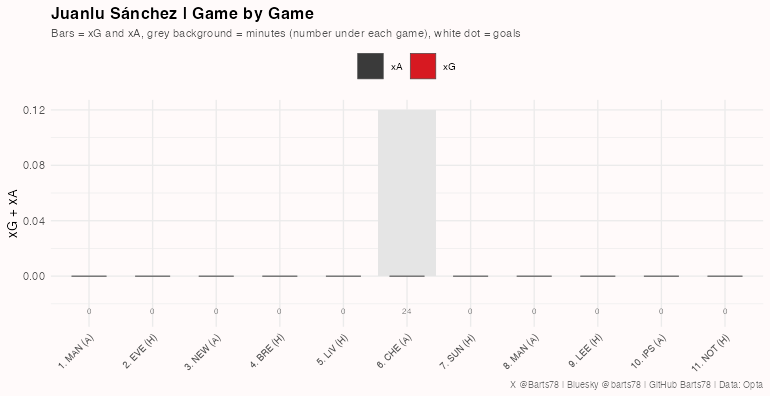 Juanlu Sánchez | Game by Game
Bars = xG and xA, grey background = minutes (number under each game), white dot = goals
xA xG
xG + xA
0.12
0.08
0.04
0.00
0 0 0 0 0 24 0 0 0 0 0
1. MAN (A) 2. EVE (H) 3. NEW (A) 4. BRE (H) 5. LIV (H) 6. CHE (A) 7. SUN (H) 8. MAN (A) 9. LEE (H) 10. IPS (A) 11. NOT (H)
X @Barts78 | Bluesky @barts78 | GitHub Barts78 | Data: Opta